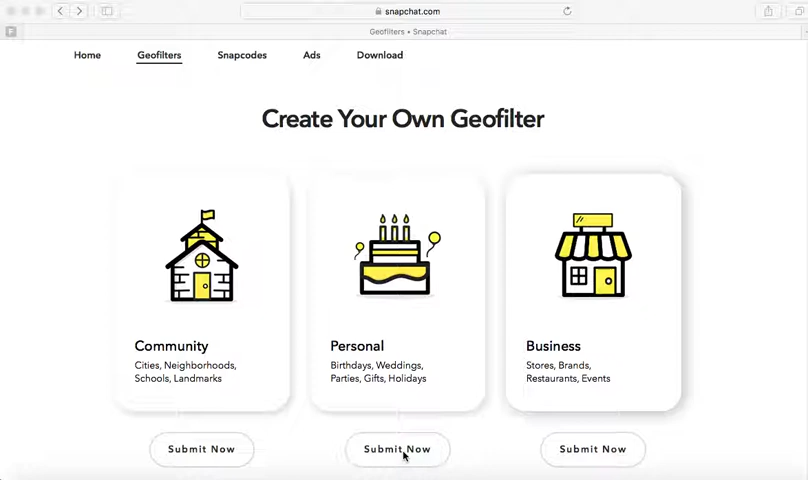 snapchat.com
Geofilters • Snapchat
Home Geofilters Snapcodes Ads Download
Create Your Own Geofilter
Community
Cities, Neighborhoods,
Schools, Landmarks
Submit Now
Personal
Birthdays, Weddings,
Parties, Gifts, Holidays
Submit Now
Business
Stores, Brands,
Restaurants, Events
Submit Now